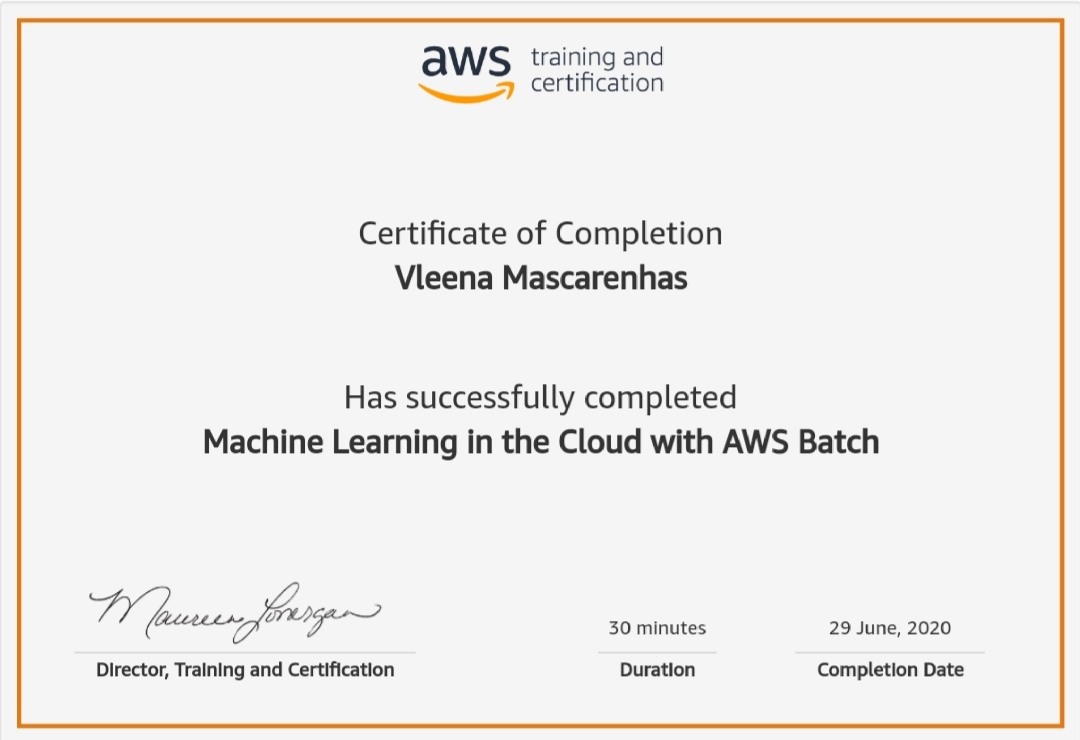 aws training and
certification
Certificate of Completion
Vleena Mascarenhas
Has successfully completed
Machine Learning in the Cloud with AWS Batch
Maureen Lonergan
30 minutes
29 June, 2020
Director, Training and Certification
Duration
Completion Date